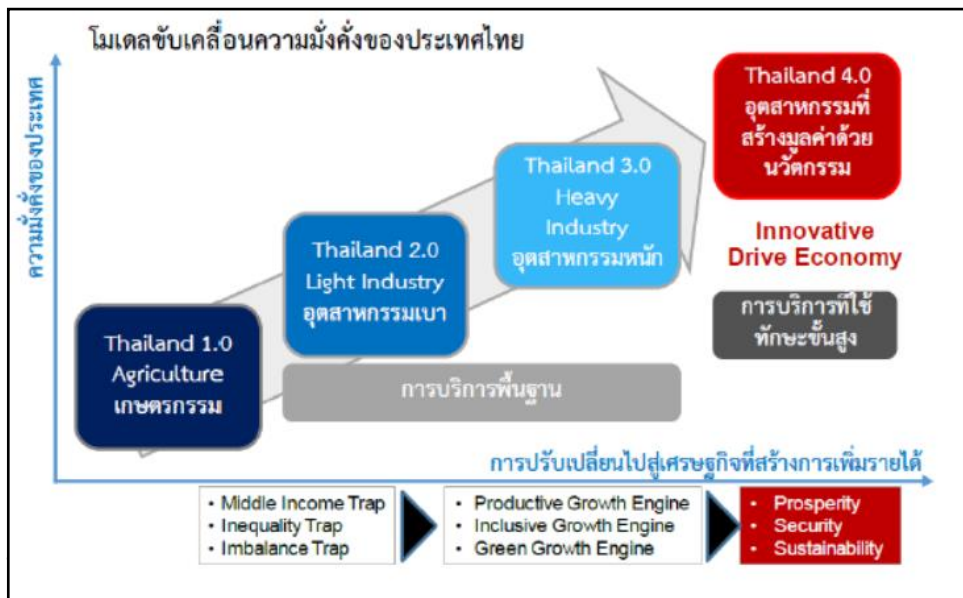 โมเดลขับเคลื่อนความมั่งคั่งของประเทศไทย
ความมั่งคั่งของประเทศ
Thailand 1.0
Agriculture
เกษตรกรรม
Thailand 2.0
Light Industry
อุตสาหกรรมเบา
Thailand 3.0
Heavy
Industry
อุตสาหกรรมหนัก
Thailand 4.0
อุตสาหกรรมที่
สร้างมูลค่าด้วย
นวัตกรรม
Innovative
Drive Economy
การบริการที่ใช้
ทักษะขั้นสูง
การบริการพื้นฐาน
การปรับเปลี่ยนไปสู่เศรษฐกิจที่สร้างการเพิ่มรายได้
• Middle Income Trap
• Inequality Trap
• Imbalance Trap
• Productive Growth Engine
• Inclusive Growth Engine
• Green Growth Engine
• Prosperity
• Security
• Sustainability